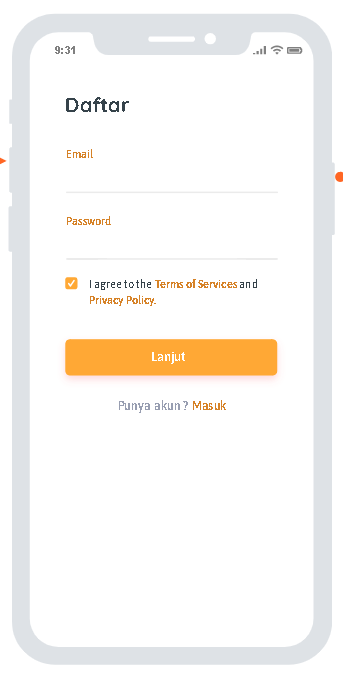 9:31
Daftar
Email
Password
I agree to the Terms of Services and
Privacy Policy.
Lanjut
Punya akun ? Masuk